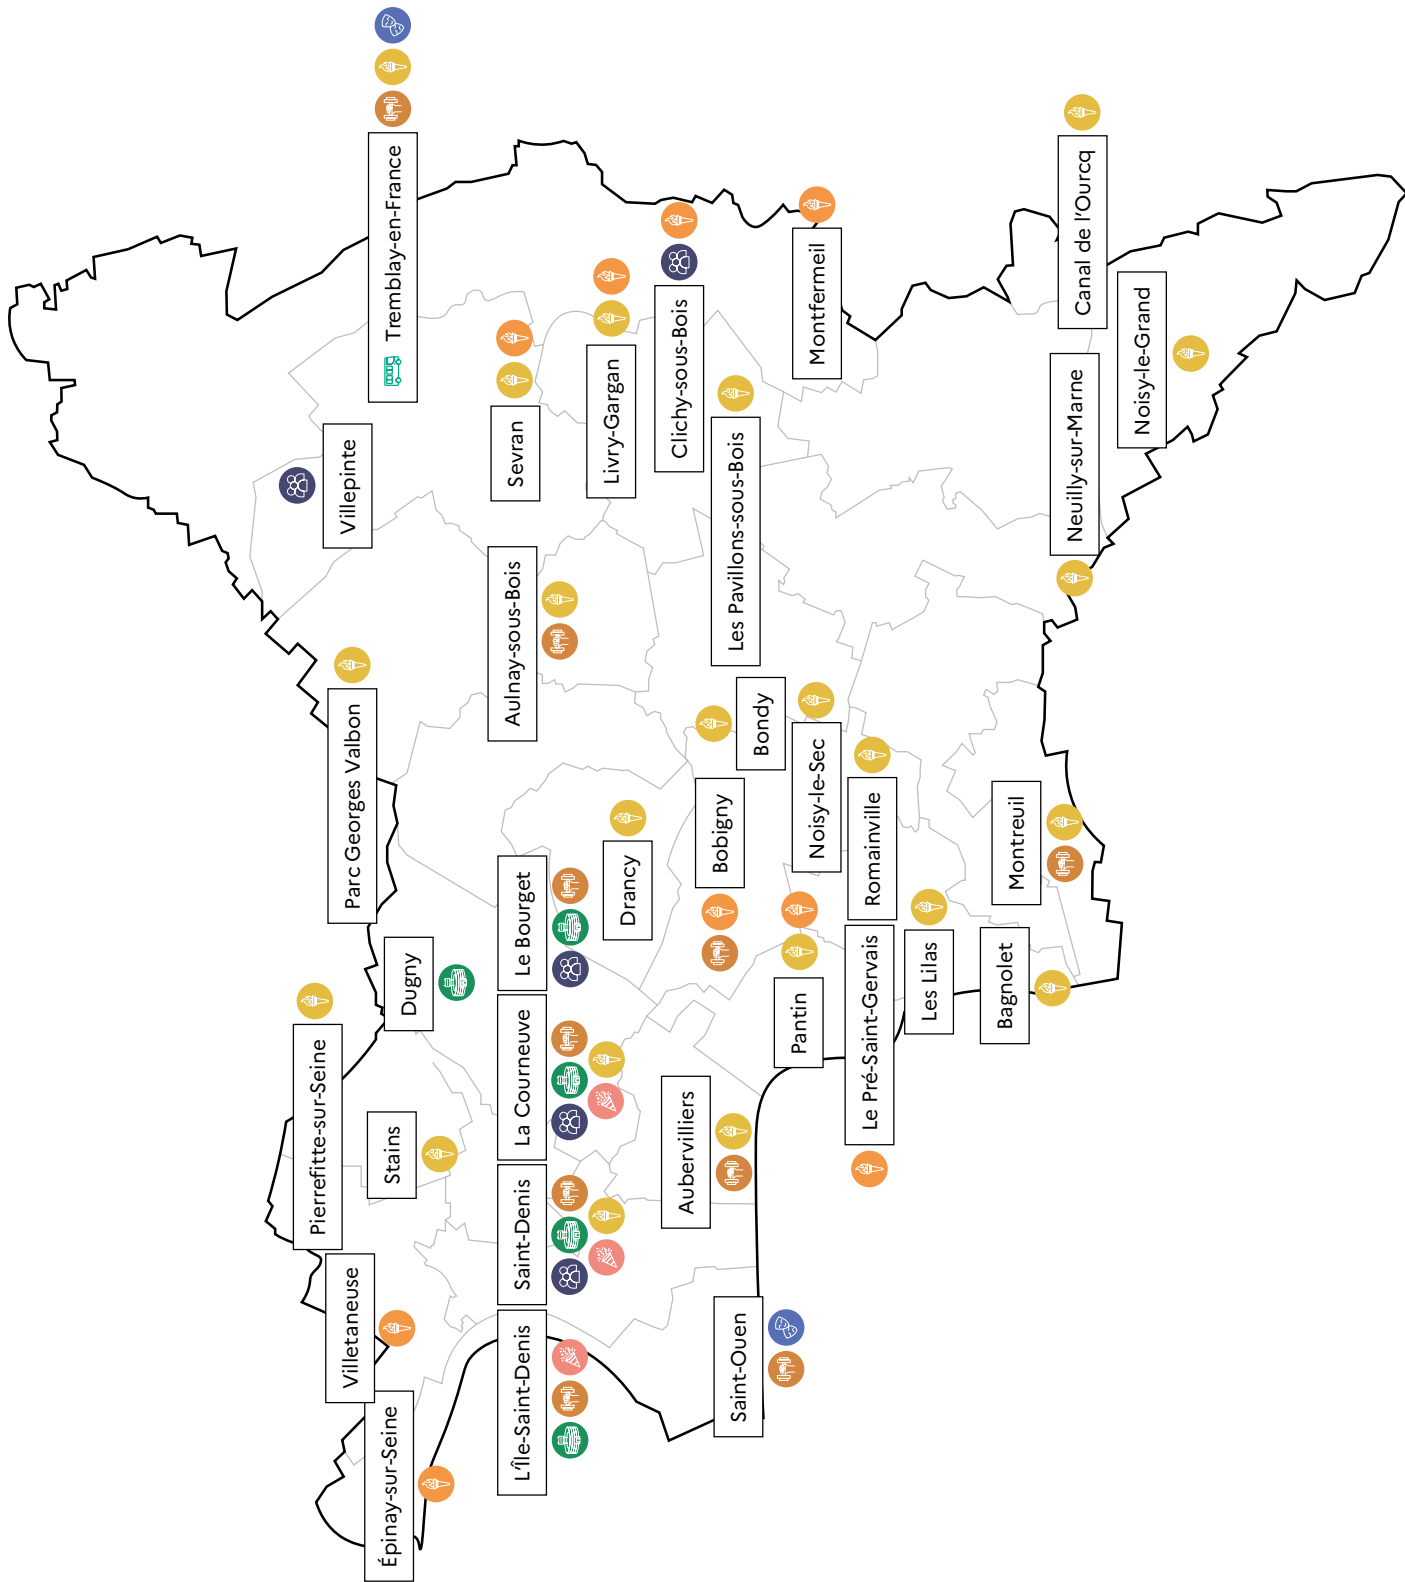 Épinay-sur-Seine
Villetaneuse
Pierrefitte-sur-Seine
Stains
Dugny
Parc Georges Valbon
Villepinte
Tremblay-en-France
L'Île-Saint-Denis
Saint-Denis
La Courneuve
Le Bourget
Aulnay-sous-Bois
Sevran
Livry-Gargan
Drancy
Clichy-sous-Bois
Aubervilliers
Bobigny
Bondy
Les Pavillons-sous-Bois
Saint-Ouen
Pantin
Noisy-le-Sec
Montfermeil
Le Pré-Saint-Gervais
Romainville
Les Lilas
Bagnolet
Montreuil
Neuilly-sur-Marne
Canal de l'Ourcq
Noisy-le-Grand